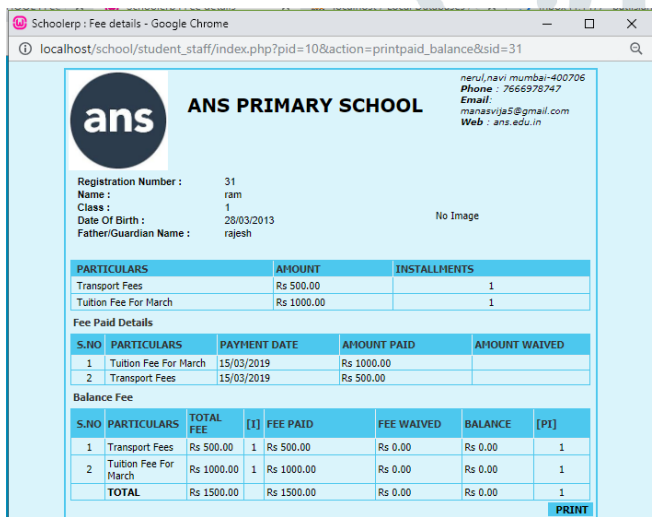 Schoolerp : Fee details - Google Chrome
localhost/school/student_staff/index.php?pid=10&action=printpaid_balance&sid=31
ans
ANS PRIMARY SCHOOL
nerul,navi mumbai-400706
Phone : 7666978747
Email:
manasvija5@gmail.com
Web : ans.edu.in
Registration Number : 31
Name : ram
Class : 1
Date Of Birth : 28/03/2013
Father/Guardian Name : rajesh
No Image
PARTICULARS AMOUNT INSTALLMENTS
Transport Fees Rs 500.00 1
Tuition Fee For March Rs 1000.00 1
Fee Paid Details
S.NO PARTICULARS PAYMENT DATE AMOUNT PAID AMOUNT WAIVED
1 Tuition Fee For March 15/03/2019 Rs 1000.00
2 Transport Fees 15/03/2019 Rs 500.00
Balance Fee
S.NO PARTICULARS TOTAL FEE [I] FEE PAID FEE WAIVED BALANCE [PI]
1 Transport Fees Rs 500.00 1 Rs 500.00 Rs 0.00 Rs 0.00 1
2 Tuition Fee For March Rs 1000.00 1 Rs 1000.00 Rs 0.00 Rs 0.00 1
TOTAL Rs 1500.00 Rs 1500.00 Rs 0.00 Rs 0.00 1
PRINT